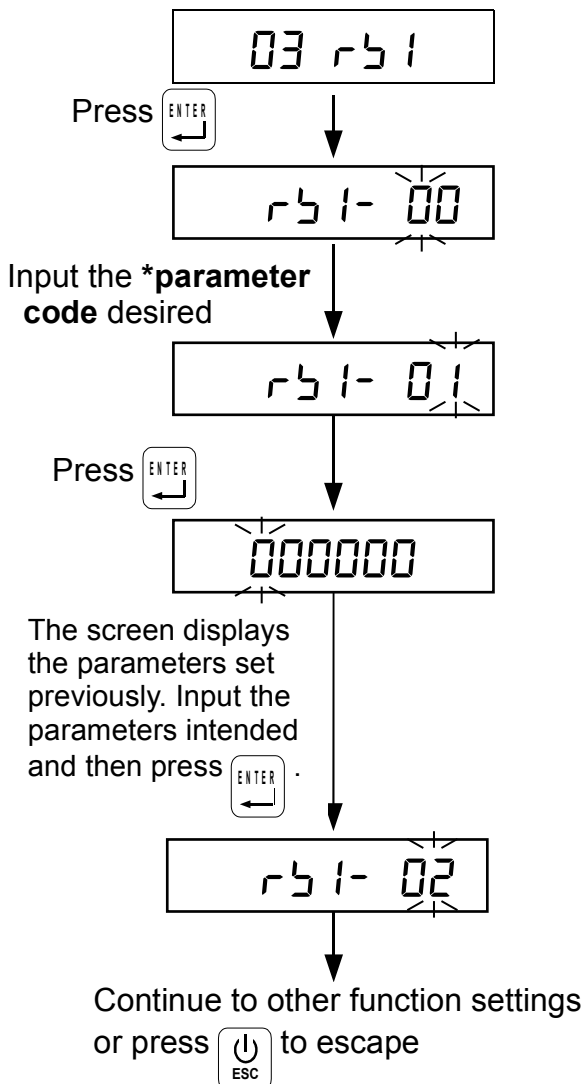 03 rS1
Press ENTER
rS1- 00
Input the *parameter
code desired
rS1- 01
Press ENTER
000000
The screen displays
the parameters set
previously. Input the
parameters intended
and then press ENTER .
rS1- 02
Continue to other function settings
or press ESC to escape